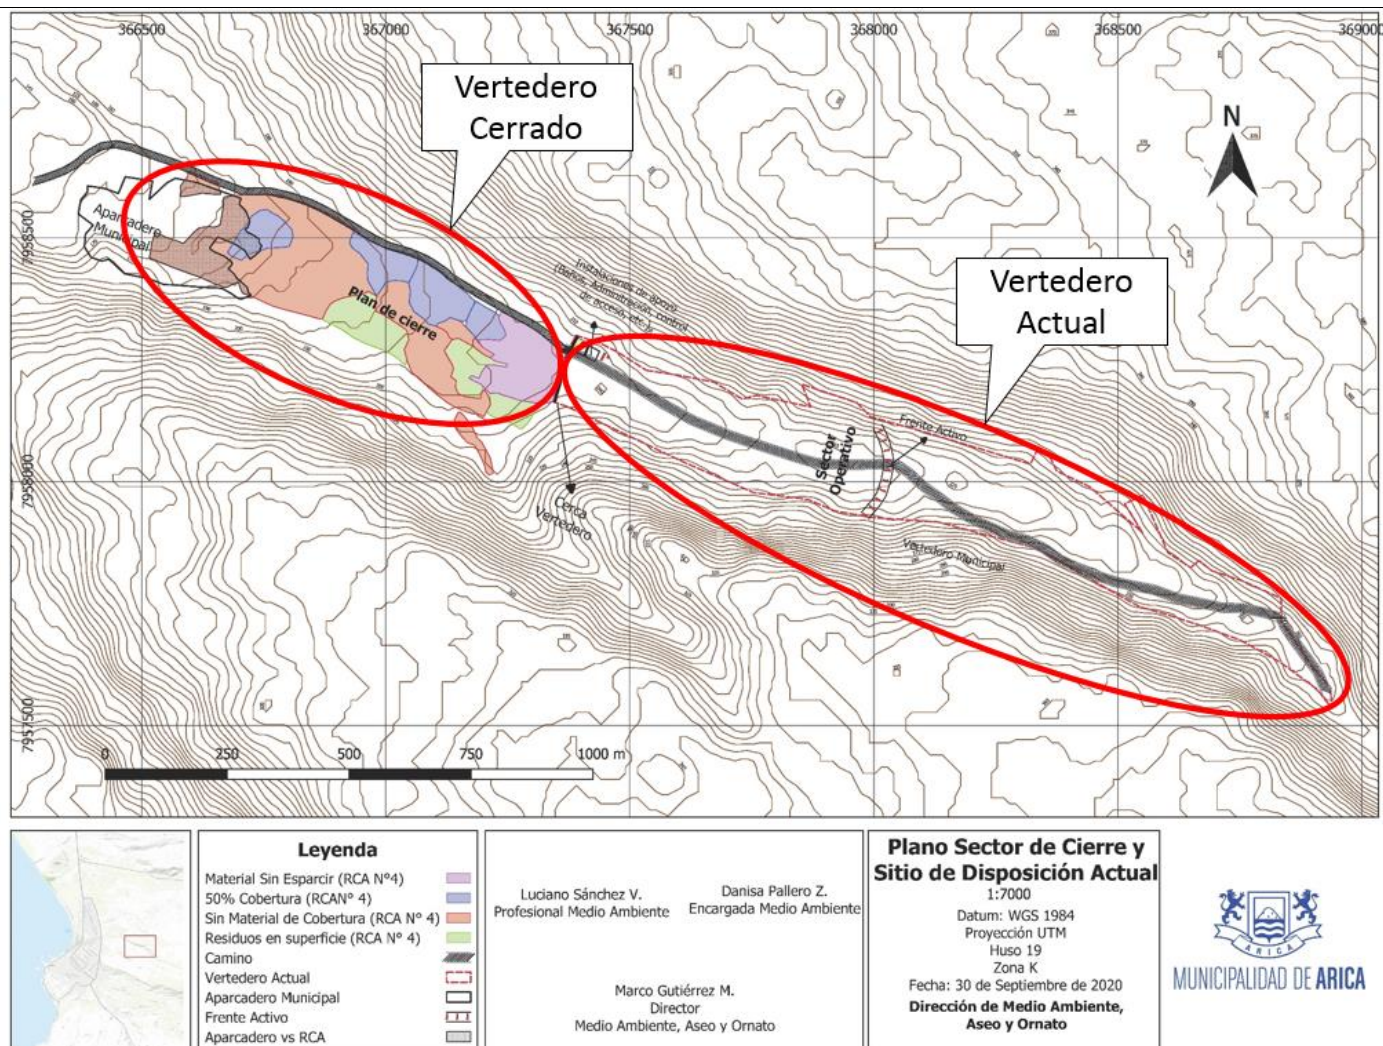 366500
367000
367500
368000
368500
369000
Vertedero
Cerrado
N
Aparcadero
Municipal
7958500
Instalaciones de apoyo
(Baños, Administración, control
de acceso, etc.)
Vertedero
Actual
Plan de cierre
Frente Activo
Sector
Operativo
7958000
Cerca
Vertedero
Vertedero Municipal
7957500
0
250
500
750
1000 m
Leyenda
Material Sin Esparcir (RCA N°4)
50% Cobertura (RCAN° 4)
Sin Material de Cobertura (RCA N° 4)
Residuos en superficie (RCA N° 4)
Camino
Vertedero Actual
Aparcadero Municipal
Frente Activo
Aparcadero vs RCA
Luciano Sánchez V.
Profesional Medio Ambiente
Danisa Pallero Z.
Encargada Medio Ambiente
Marco Gutiérrez M.
Director
Medio Ambiente, Aseo y Ornato
Plano Sector de Cierre y
Sitio de Disposición Actual
1:7000
Datum: WGS 1984
Proyección UTM
Huso 19
Zona K
Fecha: 30 de Septiembre de 2020
Dirección de Medio Ambiente,
Aseo y Ornato
ARICA
MUNICIPALIDAD DE ARICA